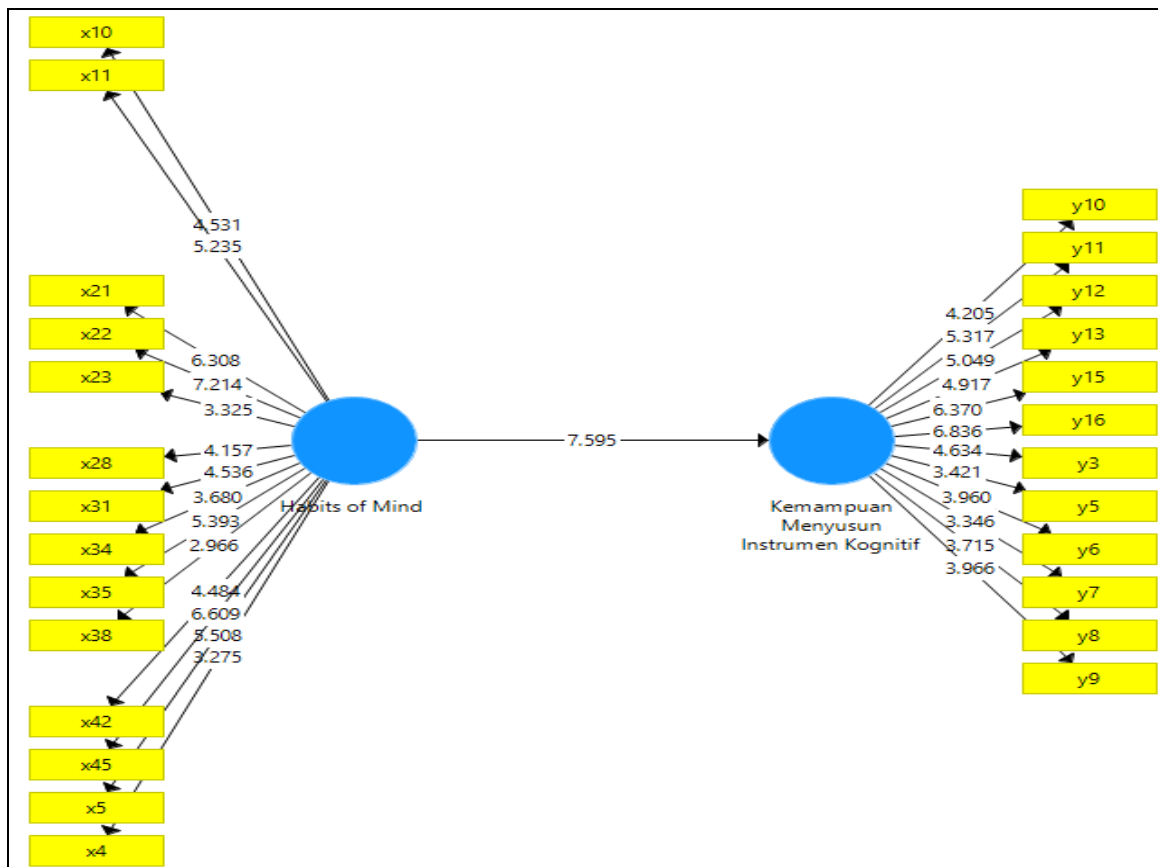 x10
x11
4.531
5.235
x21
x22
x23
6.308
7.214
3.325
x28
x31
x34
x35
x38
4.157
4.536
3.680
5.393
2.966
4.484
6.609
5.508
3.275
x42
x45
x5
x4
Habits of Mind
7.595
Kemampuan
Menyusun
Instrumen Kognitif
4.205
5.317
5.049
4.917
6.370
6.836
4.634
3.421
3.960
3.346
3.715
3.966
y10
y11
y12
y13
y15
y16
y3
y5
y6
y7
y8
y9